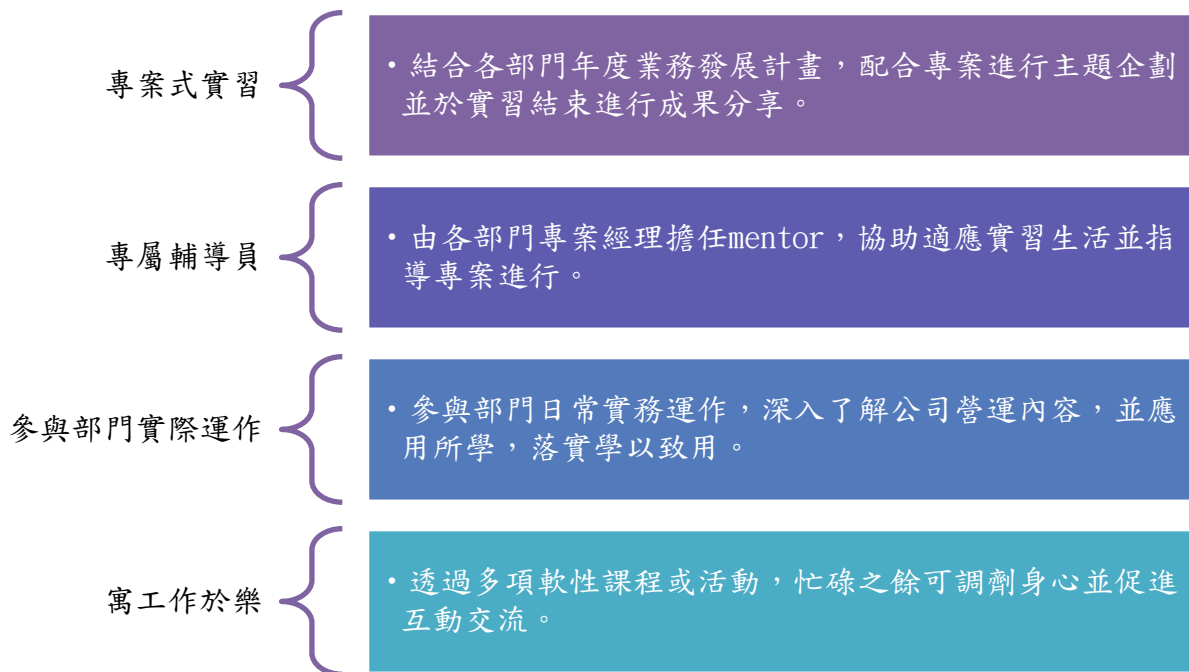 專案式實習
・結合各部門年度業務發展計畫，配合專案進行主題企劃
並於實習結束進行成果分享。
專屬輔導員
・由各部門專案經理擔任mentor，協助適應實習生活並指
導專案進行。
參與部門實際運作
・參與部門日常實務運作，深入了解公司營運內容，並應
用所學，落實學以致用。
寓工作於樂
・透過多項軟性課程或活動，忙碌之餘可調劑身心並促進
互動交流。